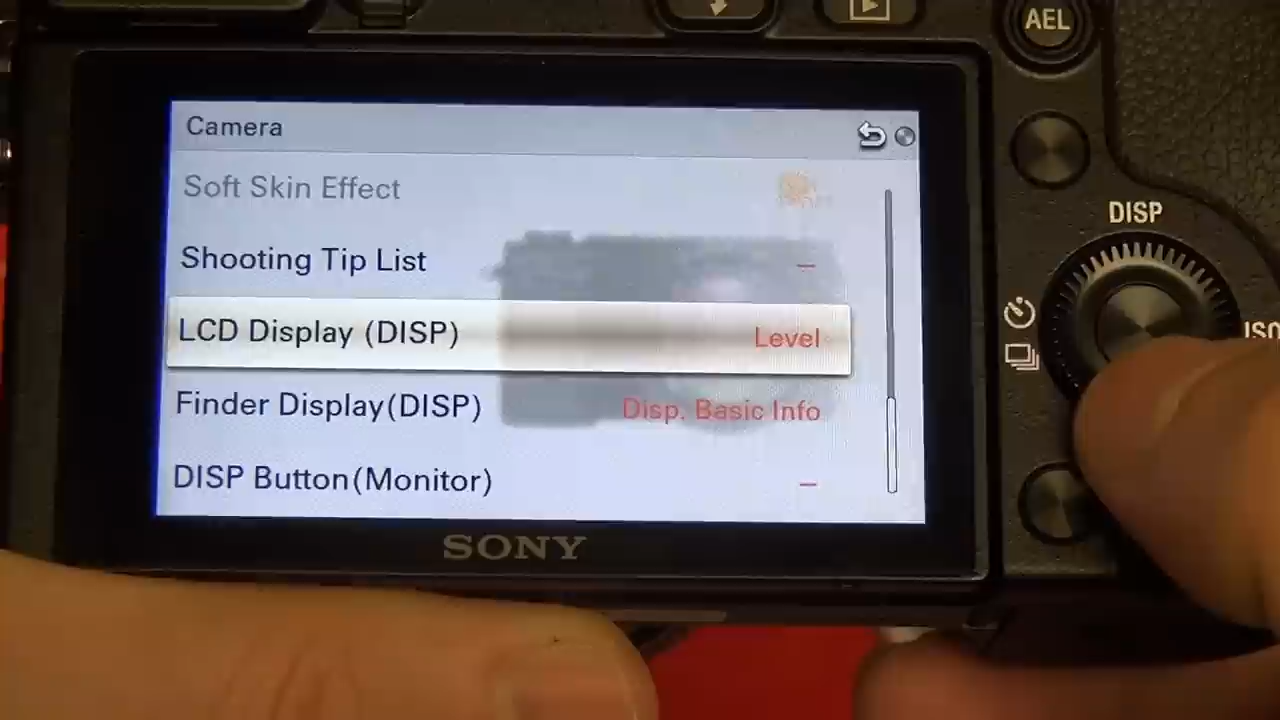 AEL
Camera
Soft Skin Effect
Shooting Tip List –
DISP
LCD Display (DISP) Level
ISO
Finder Display(DISP) Disp. Basic Info
DISP Button(Monitor) –
SONY